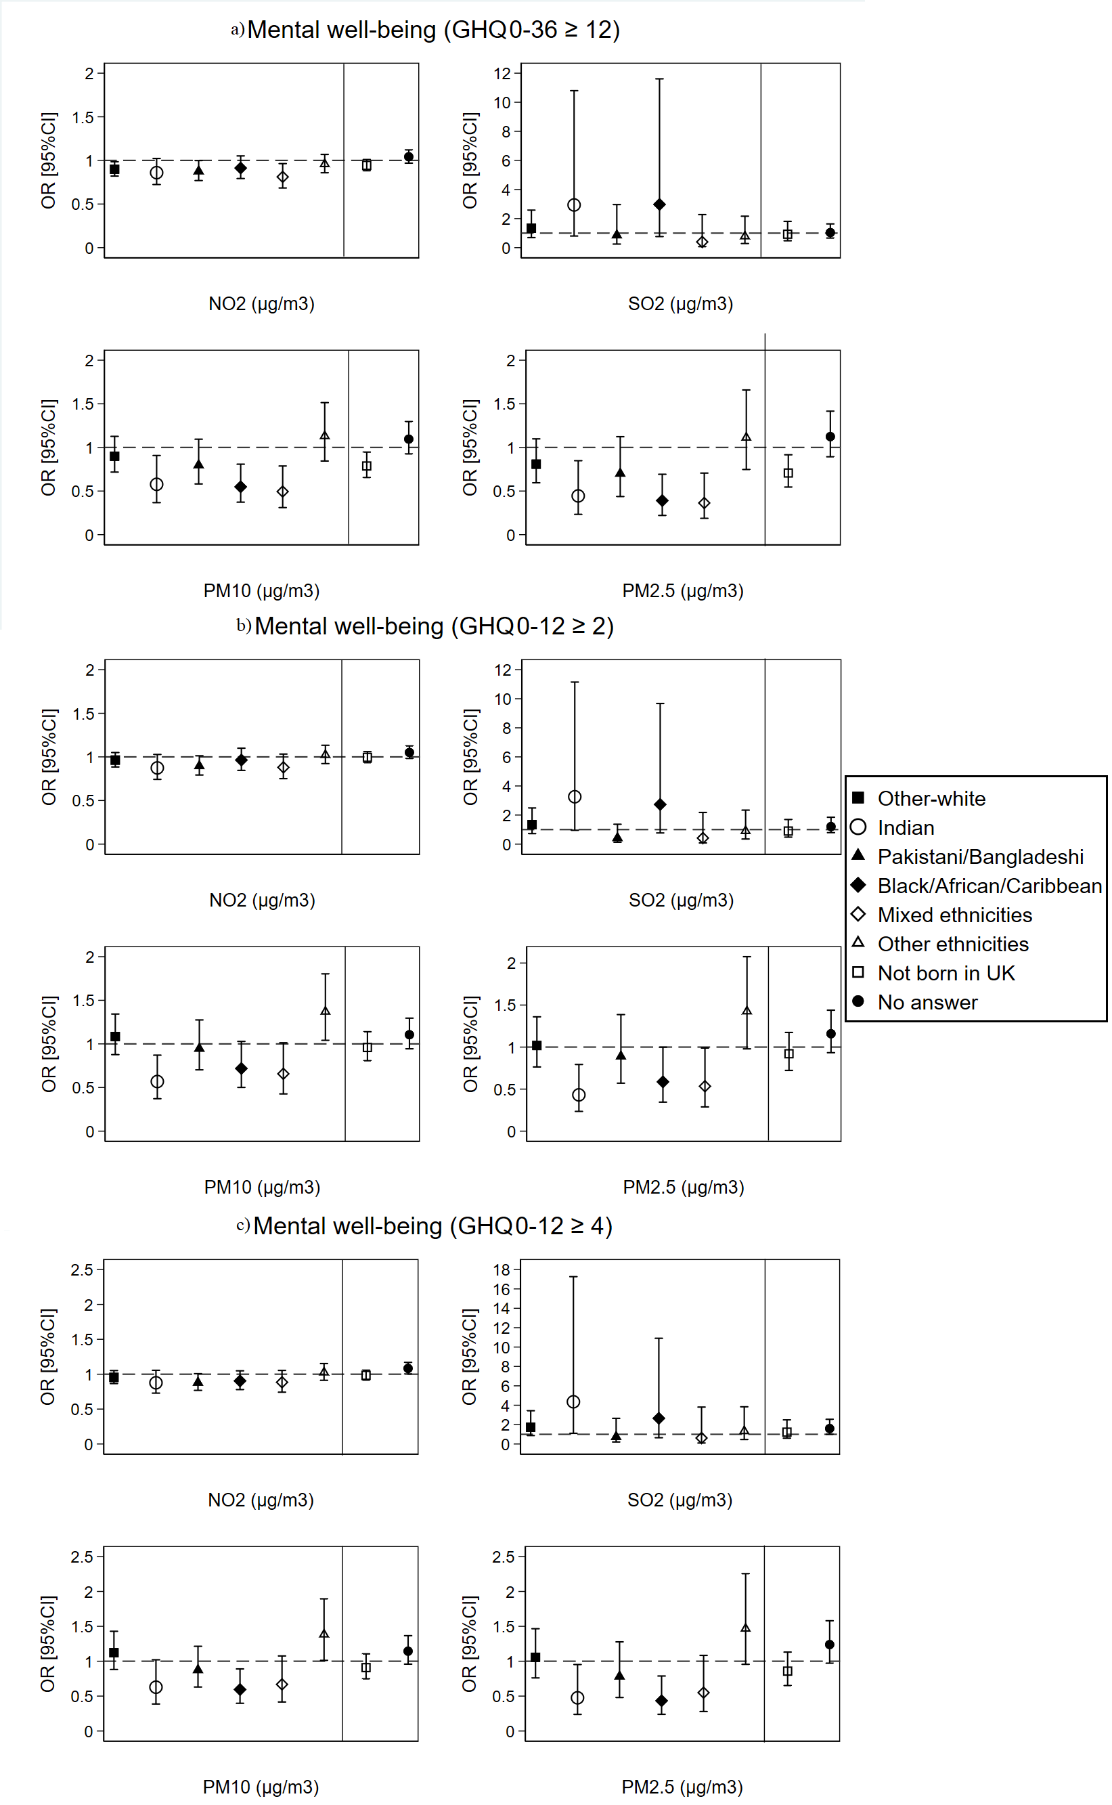 a) Mental well-being (GHQ 0-36 ≥ 12)
OR [95%CI]
2
1.5
1
0.5
0
NO2 (µg/m3)
OR [95%CI]
12
10
8
6
4
2
0
SO2 (µg/m3)
OR [95%CI]
2
1.5
1
0.5
0
PM10 (µg/m3)
OR [95%CI]
2
1.5
1
0.5
0
PM2.5 (µg/m3)
b) Mental well-being (GHQ 0-12 ≥ 2)
OR [95%CI]
2
1.5
1
0.5
0
NO2 (µg/m3)
OR [95%CI]
12
10
8
6
4
2
0
SO2 (µg/m3)
Other-white
Indian
Pakistani/Bangladeshi
Black/African/Caribbean
Mixed ethnicities
Other ethnicities
Not born in UK
No answer
OR [95%CI]
2
1.5
1
0.5
0
PM10 (µg/m3)
OR [95%CI]
2
1.5
1
0.5
0
PM2.5 (µg/m3)
c) Mental well-being (GHQ 0-12 ≥ 4)
OR [95%CI]
2.5
2
1.5
1
0.5
0
NO2 (µg/m3)
OR [95%CI]
18
16
14
12
10
8
6
4
2
0
SO2 (µg/m3)
OR [95%CI]
2.5
2
1.5
1
0.5
0
PM10 (µg/m3)
OR [95%CI]
2.5
2
1.5
1
0.5
0
PM2.5 (µg/m3)